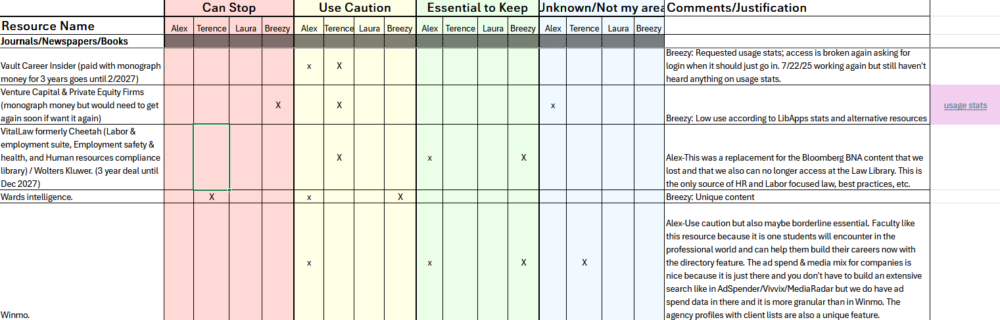 Can Stop Use Caution Essential to Keep Unknown/Not my area Comments/Justification
Resource Name Alex Terence Laura Breezy Alex Terence Laura Breezy Alex Terence Laura Breezy Alex Terence Laura Breezy
Journals/Newspapers/Books
Vault Career Insider (paid with monograph
money for 3 years goes until 2/2027)
x X
Breezy: Requested usage stats; access is broken again asking for
login when it should just go in. 7/22/25 working again but still haven't
heard anything on usage stats.
Venture Capital & Private Equity Firms
(monograph money but would need to get
again soon if want it again)
X X x
Breezy: Low use according to LibApps stats and alternative resources
usage stats
VitalLaw formerly Cheetah (Labor &
employment suite, Employment safety &
health, and Human resources compliance
library) / Wolters Kluwer. (3 year deal until
Dec 2027)
X x X
Alex-This was a replacement for the Bloomberg BNA content that we
lost and that we also can no longer access at the Law Library. This is
the only source of HR and Labor focused law, best practices, etc.
Wards intelligence. X x X Breezy: Unique content
Winmo.
x x X X
Alex-Use caution but also maybe borderline essential. Faculty like
this resource because it is one students will encounter in the
professional world and can help them build their careers now with
the directory feature. The ad spend & media mix for companies is
nice because it is just there and you don't have to build an extensive
search like in AdSpender/Vivvix/MediaRadar but we do have ad
spend data in there and it is more granular than in Winmo. The
agency profiles with client lists are also a unique feature.